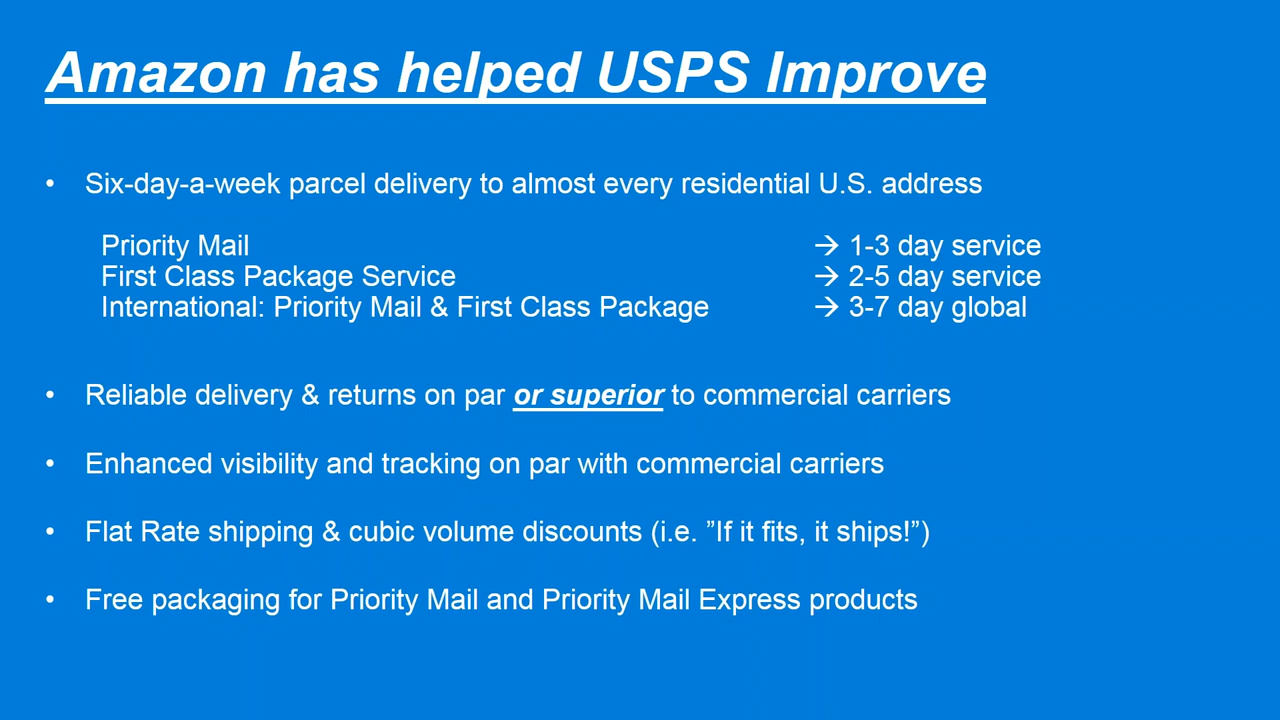 Amazon has helped USPS Improve
• Six-day-a-week parcel delivery to almost every residential U.S. address
Priority Mail → 1-3 day service
First Class Package Service → 2-5 day service
International: Priority Mail & First Class Package → 3-7 day global
• Reliable delivery & returns on par or superior to commercial carriers
• Enhanced visibility and tracking on par with commercial carriers
• Flat Rate shipping & cubic volume discounts (i.e. ”If it fits, it ships!”)
• Free packaging for Priority Mail and Priority Mail Express products